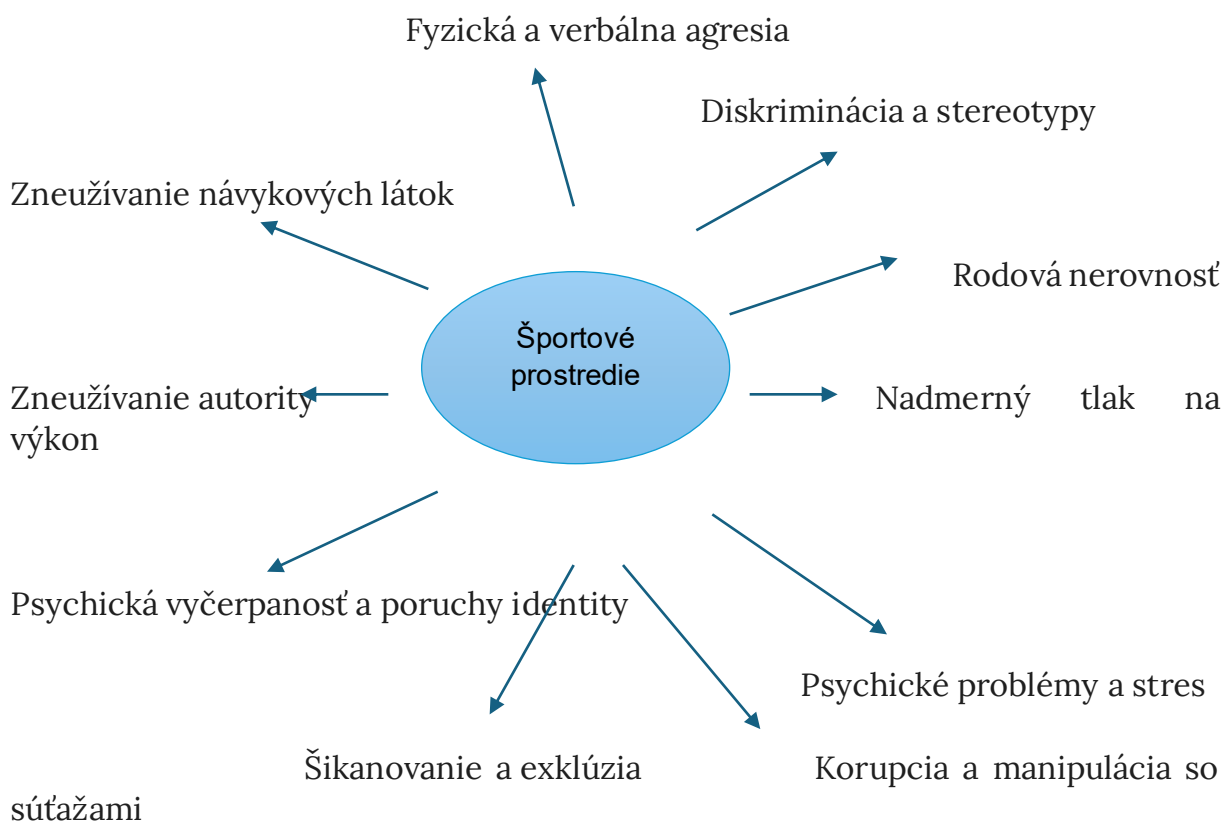 Fyzická a verbálna agresia
Diskriminácia a stereotypy
Zneužívanie návykových látok
Rodová nerovnosť
Športové
prostredie
Zneužívanie autority
Nadmerný tlak na
výkon
Psychická vyčerpanosť a poruchy identity
Psychické problémy a stres
Šikanovanie a exklúzia
Korupcia a manipulácia so
súťažami